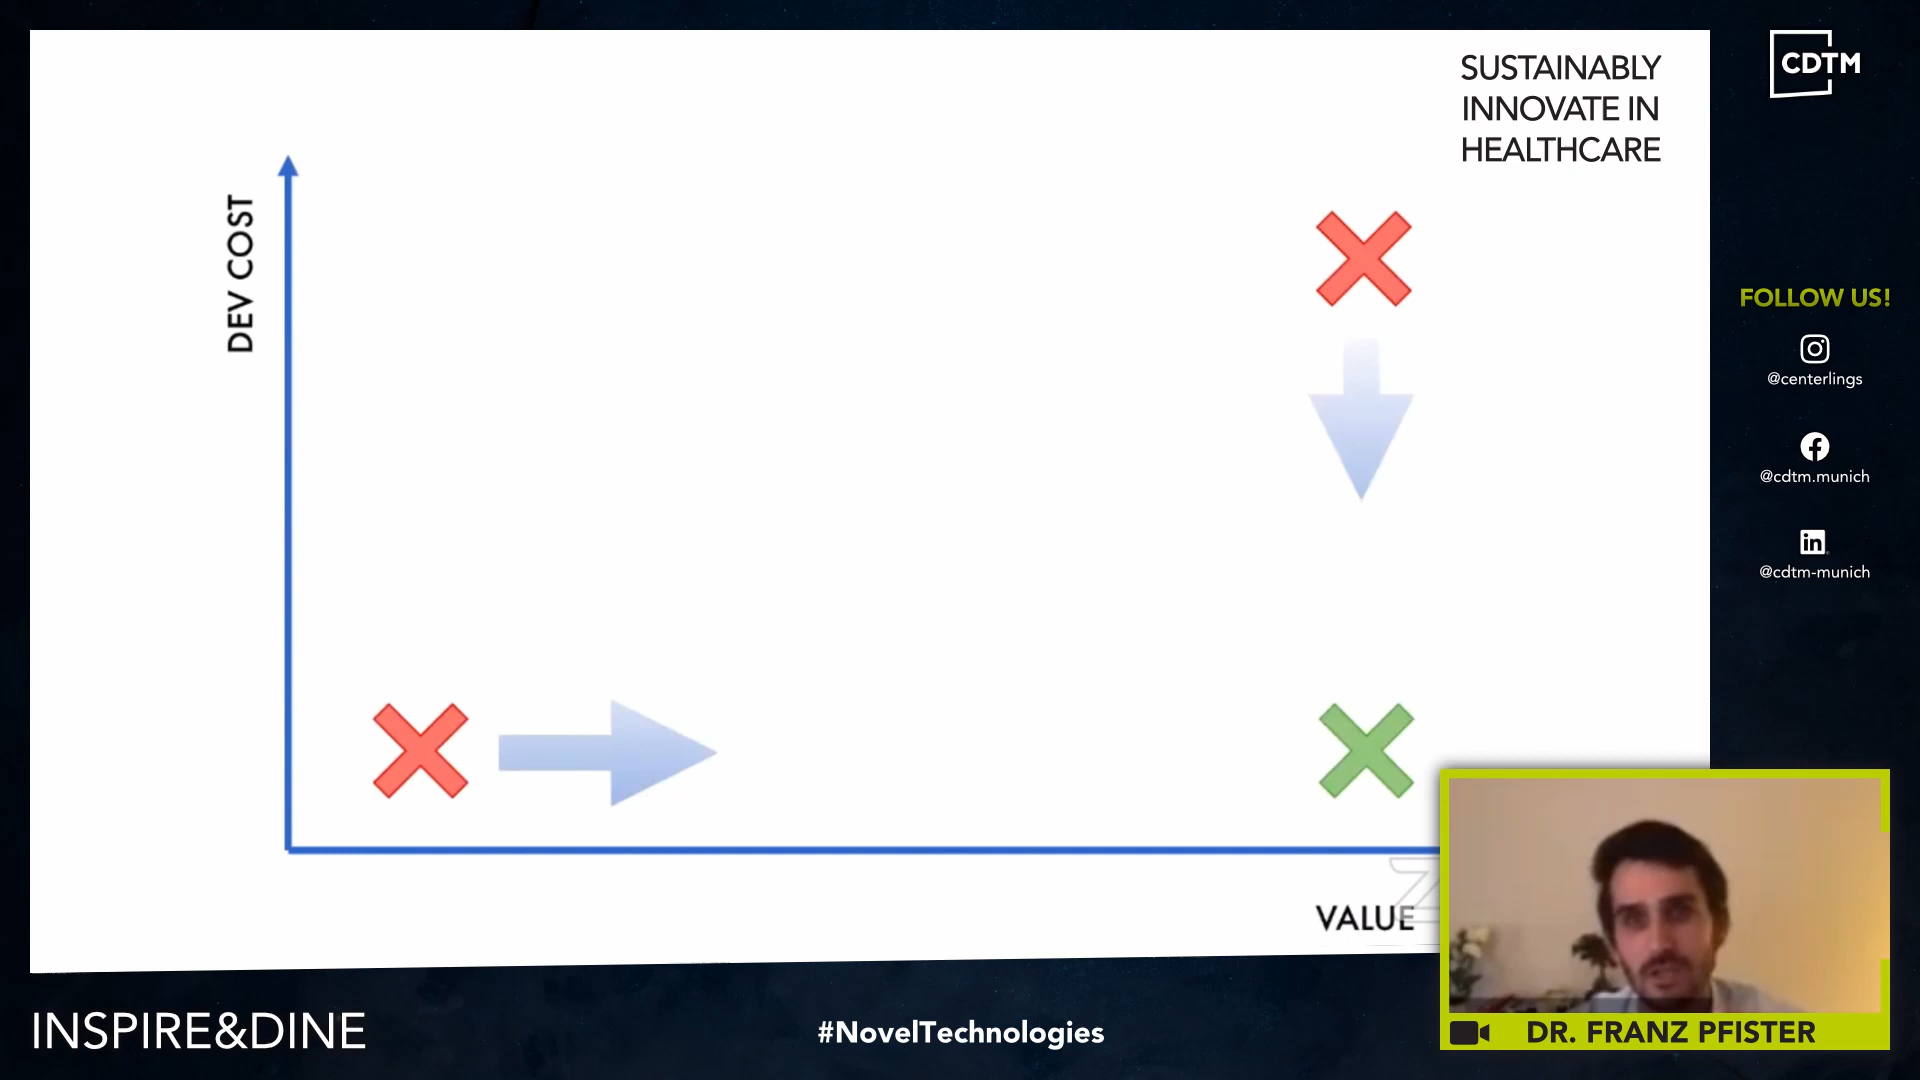 SUSTAINABLY
INNOVATE IN
HEALTHCARE
DEV COST
VALUE
CDTM
FOLLOW US!
@centerlings
@cdtm.munich
in
@cdtm-munich
INSPIRE&DINE
#NovelTechnologies
DR. FRANZ PFISTER